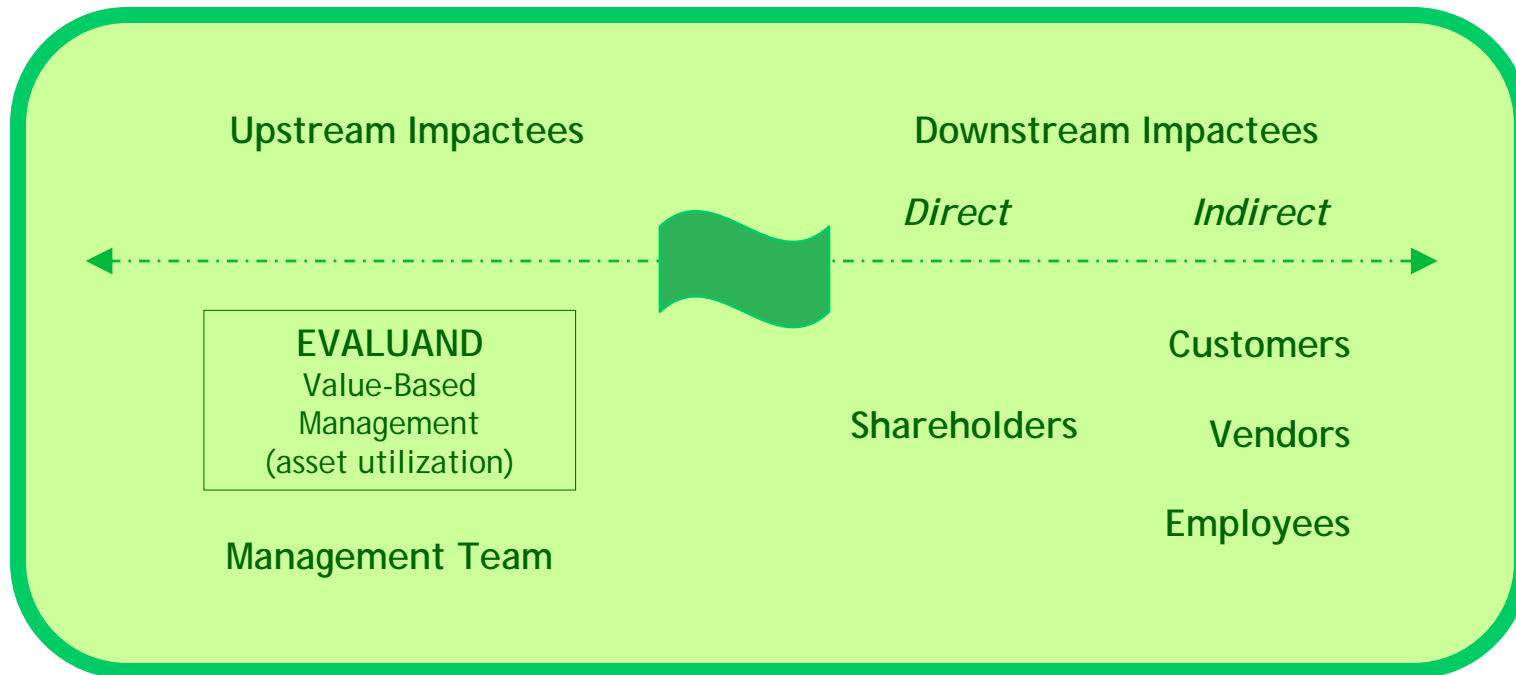 Upstream Impactees
Downstream Impactees
Direct
Indirect
EVALUAND
Value-Based
Management
(asset utilization)
Management Team
Shareholders
Customers
Vendors
Employees